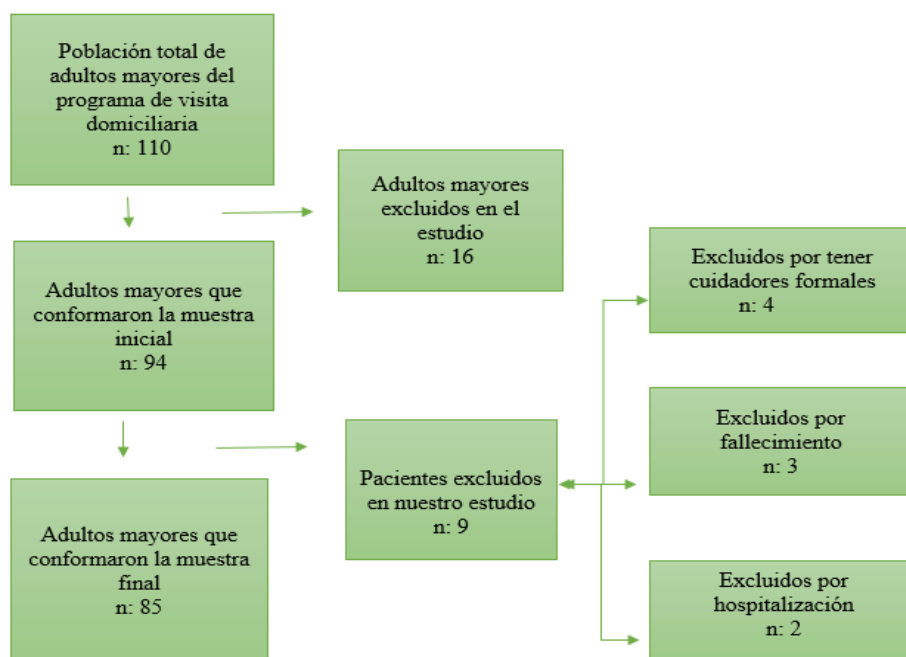 Población total de
adultos mayores del
programa de visita
domiciliaria
n: 110
Adultos mayores
excluidos en el
estudio
n: 16
Adultos mayores que
conformaron la muestra
inicial
n: 94
Excluidos por tener
cuidadores formales
n: 4
Excluidos por
fallecimiento
n: 3
Pacientes excluidos
en nuestro estudio
n: 9
Adultos mayores que
conformaron la muestra
final
n: 85
Excluidos por
hospitalización
n: 2